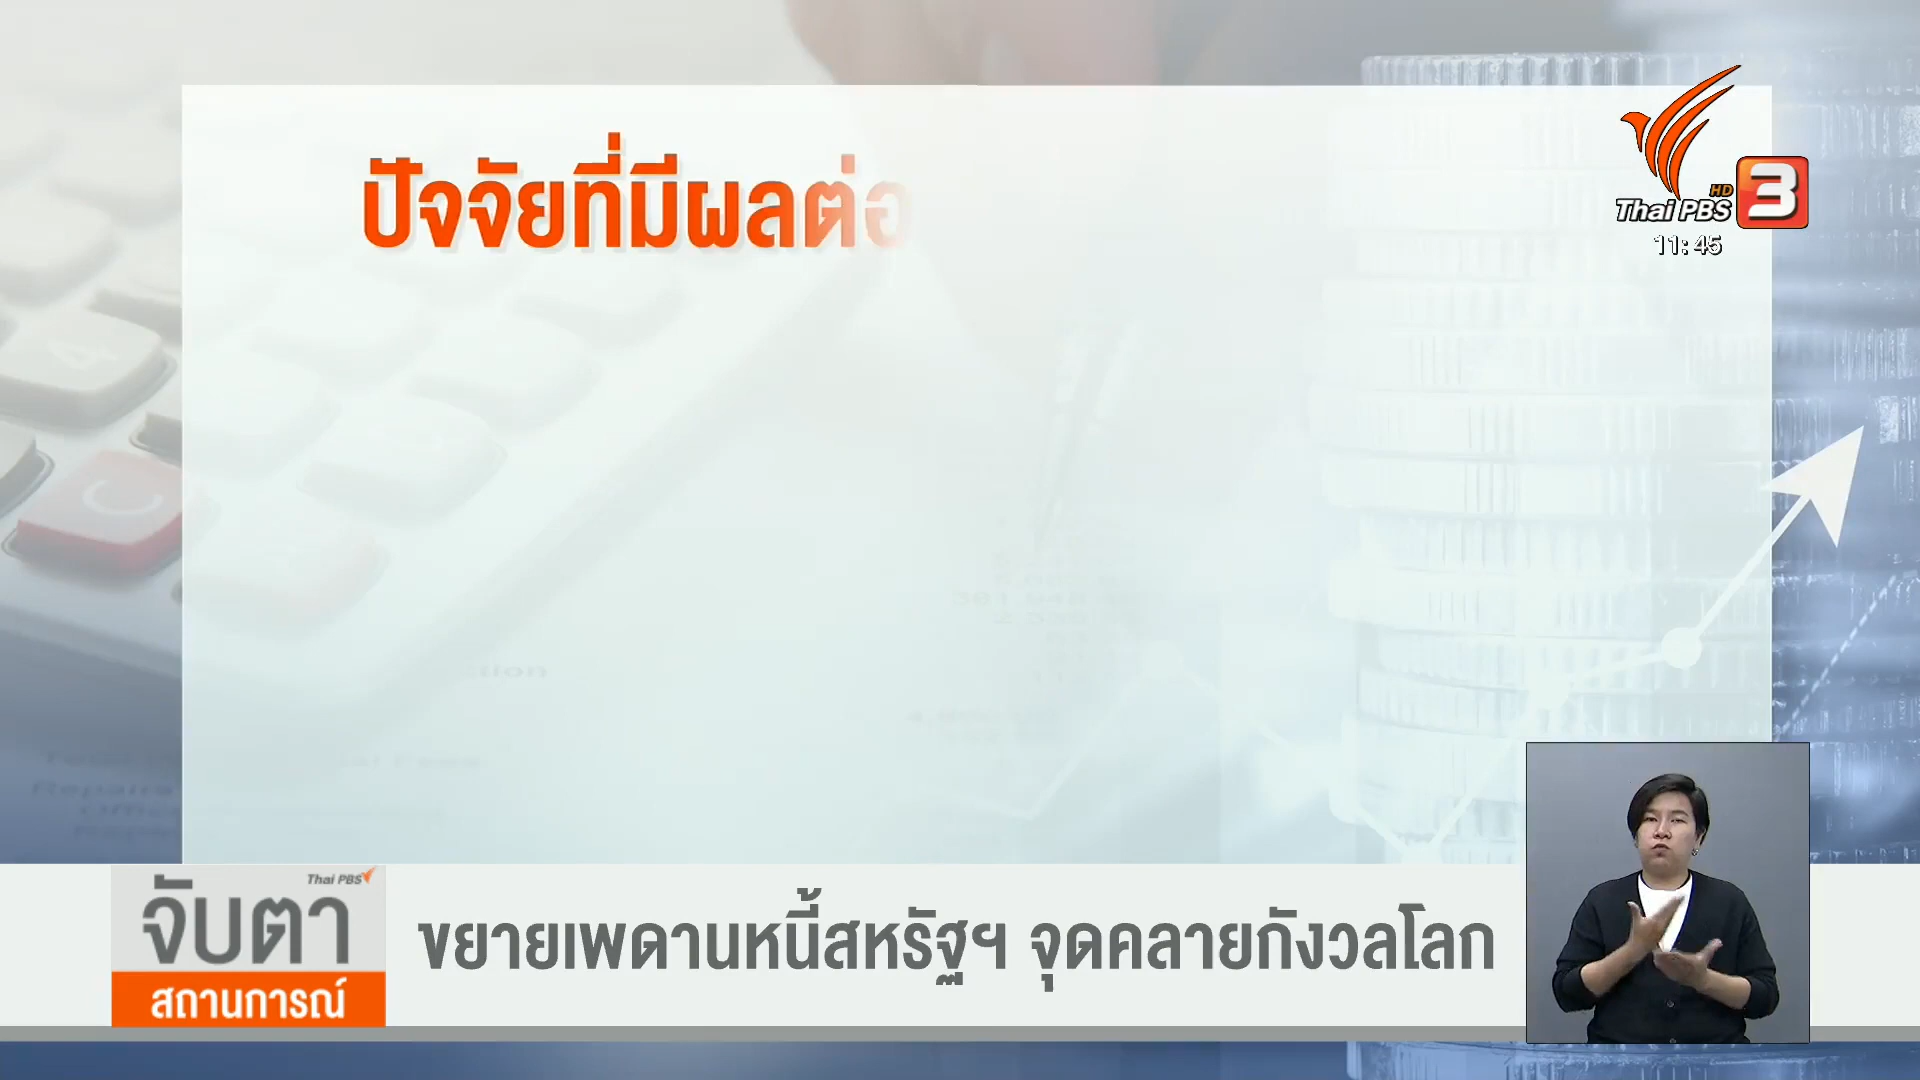 ปัจจัยที่มีผลต่อ
HD
Thai PBS 3
11:45
Thai PBS
จับตา
สถานการณ์
ขยายเพดานหนี้สหรัฐฯ จุดคลายกังวลโลก
4
C